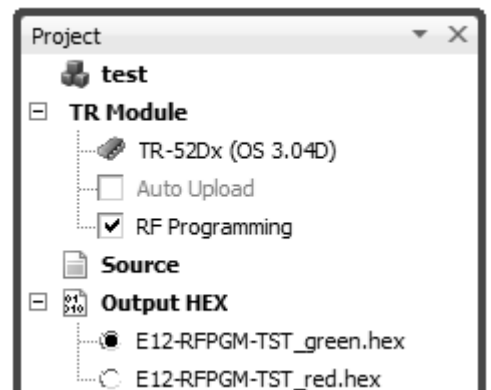 Project
test
TR Module
TR-52Dx (OS 3.04D)
Auto Upload
RF Programming
Source
Output HEX
E12-RFPGM-TST_green.hex
E12-RFPGM-TST_red.hex